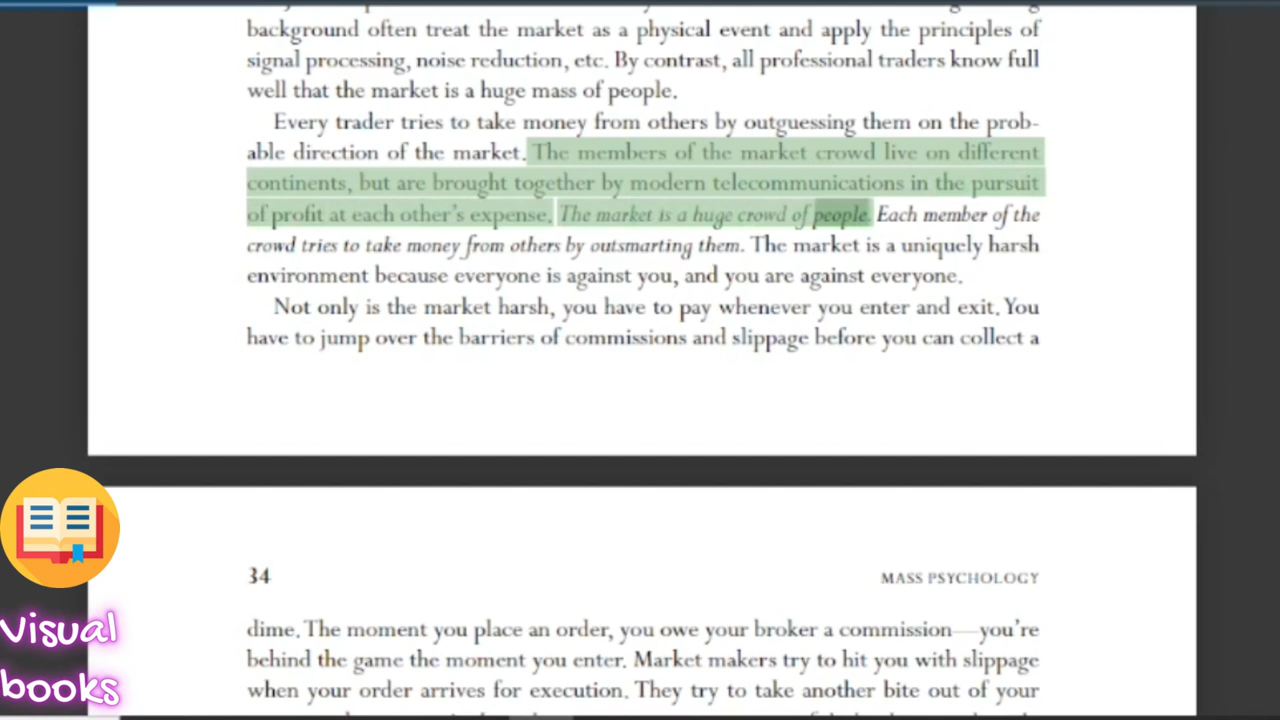 background often treat the market as a physical event and apply the principles of
signal processing, noise reduction, etc. By contrast, all professional traders know full
well that the market is a huge mass of people.
Every trader tries to take money from others by outguessing them on the prob-
able direction of the market. The members of the market crowd live on different
continents, but are brought together by modern telecommunications in the pursuit
of profit at each other's expense. The market is a huge crowd of people. Each member of the
crowd tries to take money from others by outsmarting them. The market is a uniquely harsh
environment because everyone is against you, and you are against everyone.
Not only is the market harsh, you have to pay whenever you enter and exit. You
have to jump over the barriers of commissions and slippage before you can collect a
34 MASS PSYCHOLOGY
dime. The moment you place an order, you owe your broker a commission—you're
behind the game the moment you enter. Market makers try to hit you with slippage
when your order arrives for execution. They try to take another bite out of your
Visual
books